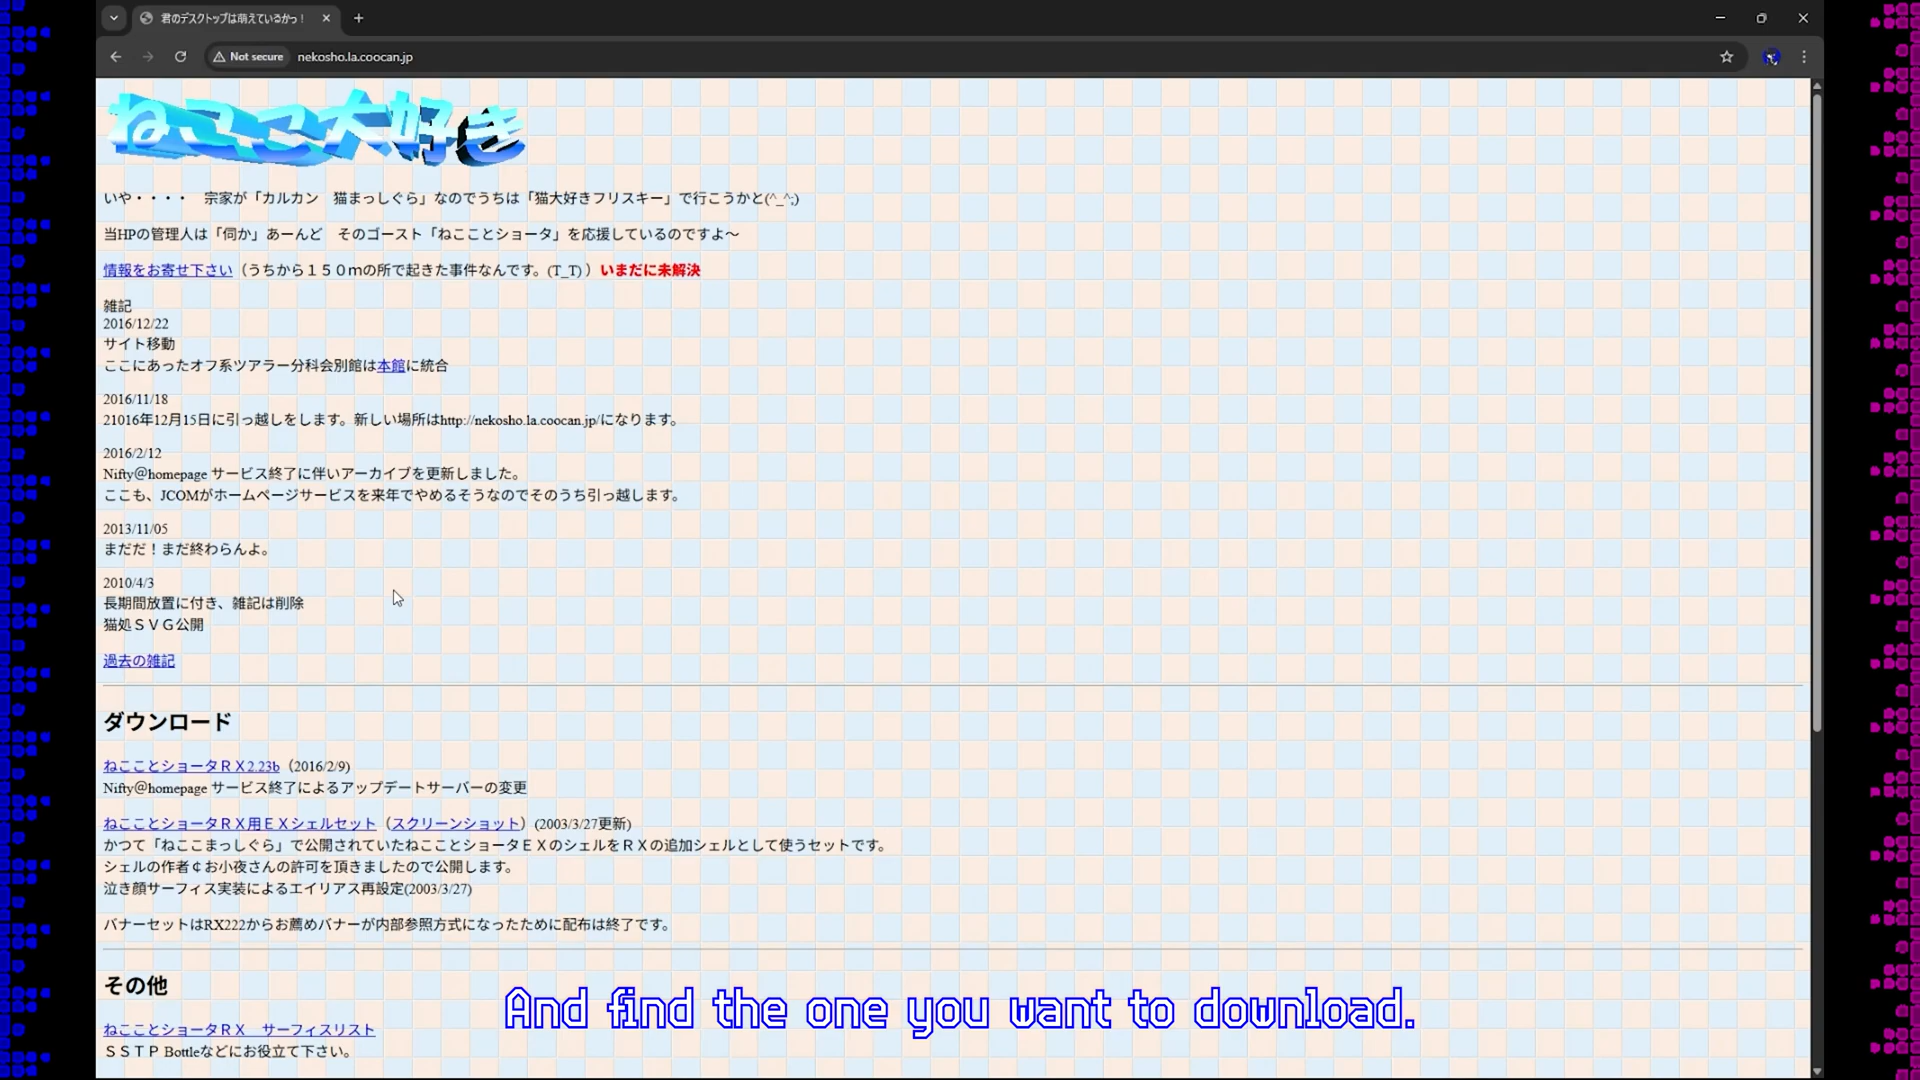 君のデスクトップは萌えているかっ！
Not secure
nekosho.la.coocan.jp
ねここ大好き
いや・・・・　宗家が「カルカン　猫まっしぐら」なのでうちは「猫大好きフリスキー」で行こうかと(^_^;)
当HPの管理人は「伺か」あーんど　そのゴースト「ねこことショータ」を応援しているのですよ～
情報をお寄せ下さい（うちから１５０ｍの所で起きた事件なんです。(T_T) ）いまだに未解決
雑記
2016/12/22
サイト移動
ここにあったオフ系ツアラー分科会別館は本館に統合
2016/11/18
21016年12月15日に引っ越しをします。新しい場所はhttp://nekosho.la.coocan.jp/になります。
2016/2/12
Nifty@homepage サービス終了に伴いアーカイブを更新しました。
ここも、JCOMがホームページサービスを来年でやめるそうなのでそのうち引っ越します。
2013/11/05
まだだ！まだ終わらんよ。
2010/4/3
長期間放置に付き、雑記は削除
猫処ＳＶＧ公開
過去の雑記
ダウンロード
ねこことショータＲＸ2.23b（2016/2/9)
Nifty@homepage サービス終了によるアップデートサーバーの変更
ねこことショータＲＸ用ＥＸシェルセット（スクリーンショット）(2003/3/27更新)
かつて「ねここまっしぐら」で公開されていたねこことショータＥＸのシェルをＲＸの追加シェルとして使うセットです。
シェルの作者￠お小夜さんの許可を頂きましたので公開します。
泣き顔サーフィス実装によるエイリアス再設定(2003/3/27)
バナーセットはRX222からお薦めバナーが内部参照方式になったために配布は終了です。
その他
ねこことショータＲＸ　サーフィスリスト
ＳＳＴＰ Bottleなどにお役立て下さい。
And find the one you want to download.